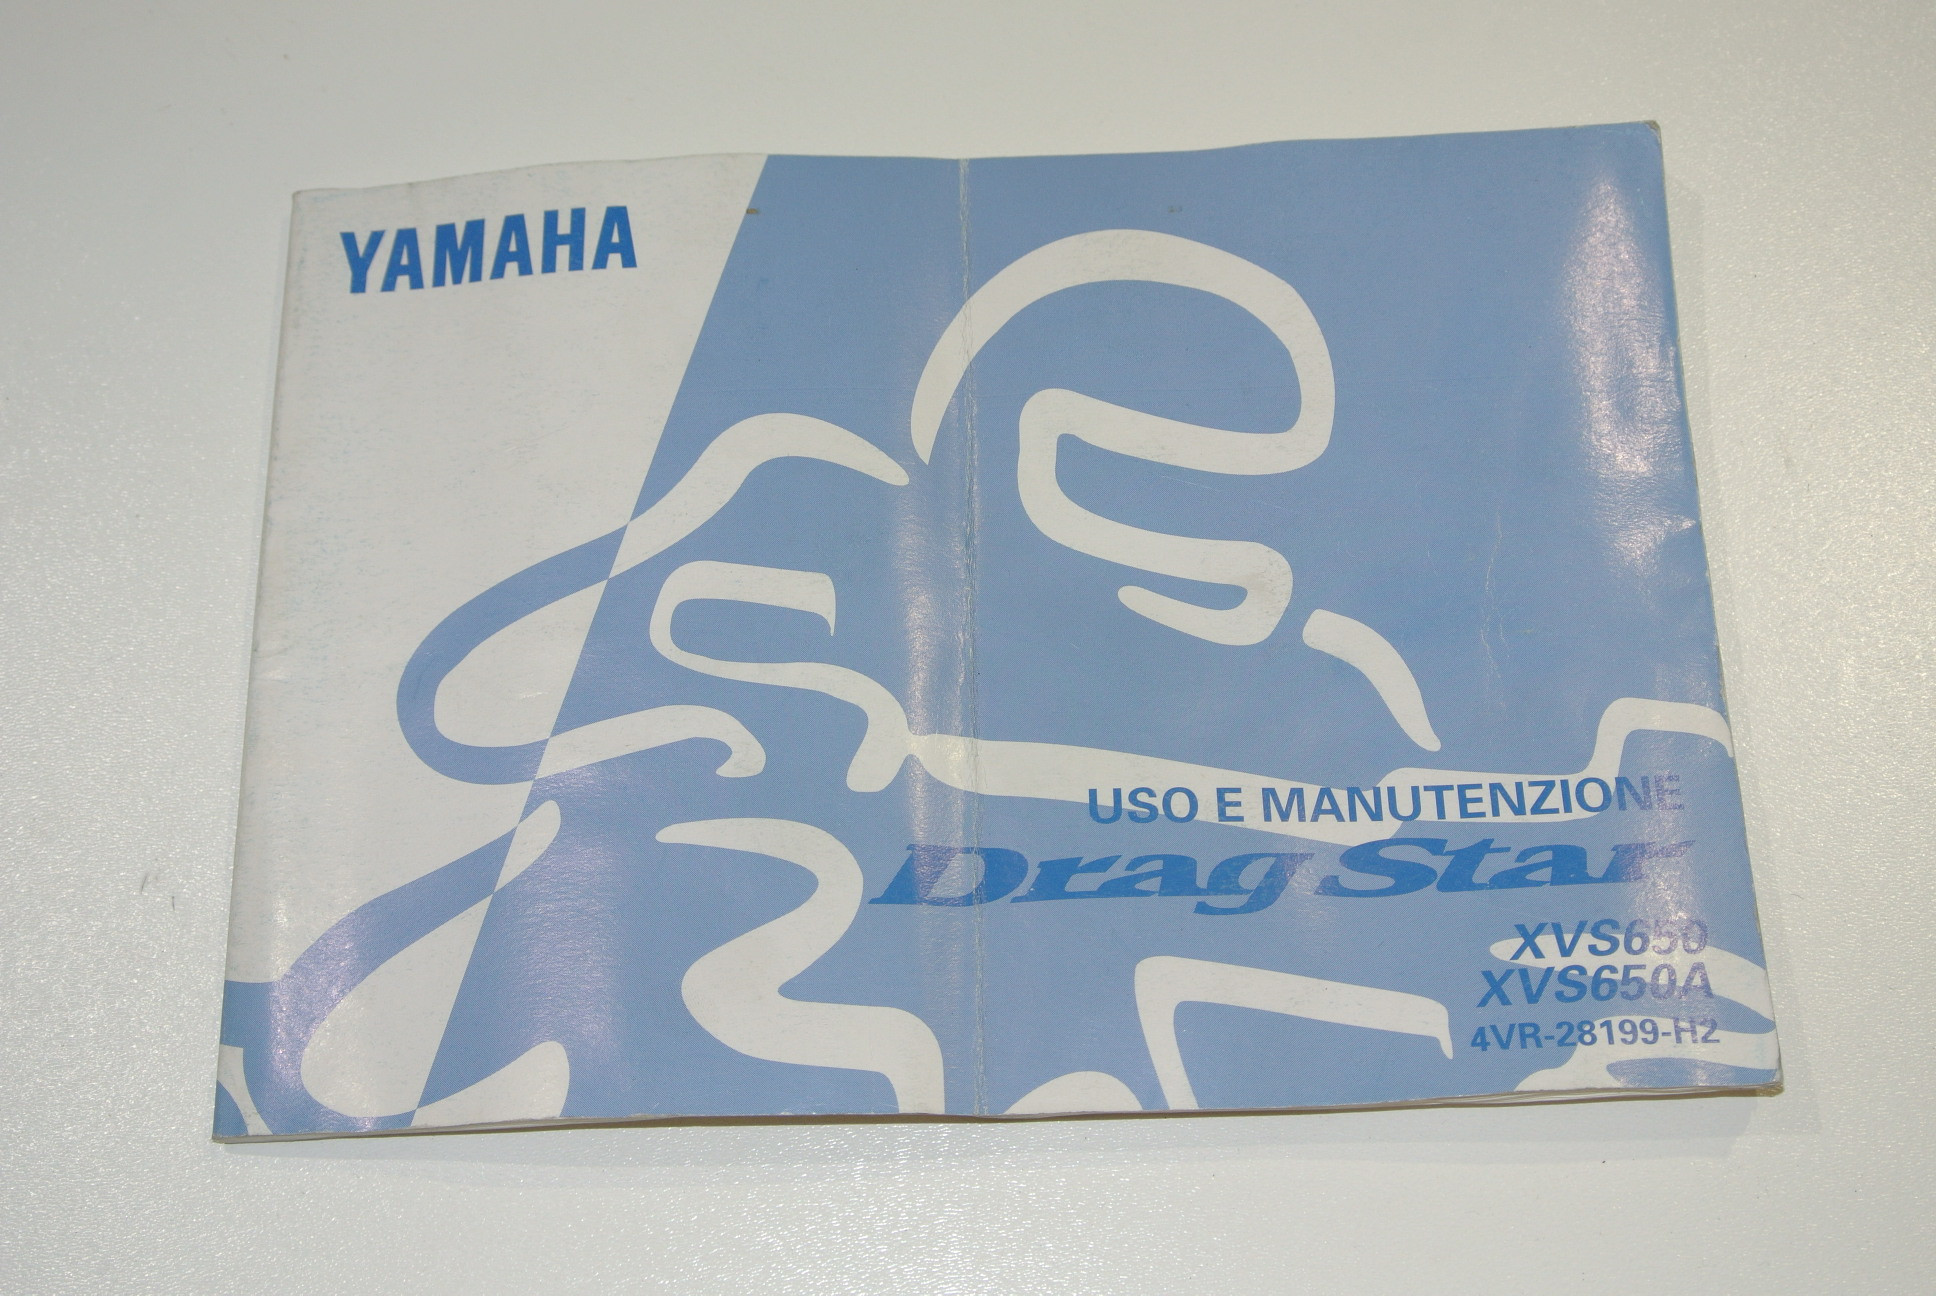 YAMAHA
USO E MANUTENZIONE
Drag Star
XVS650
XVS650A
4VR-28199-H2